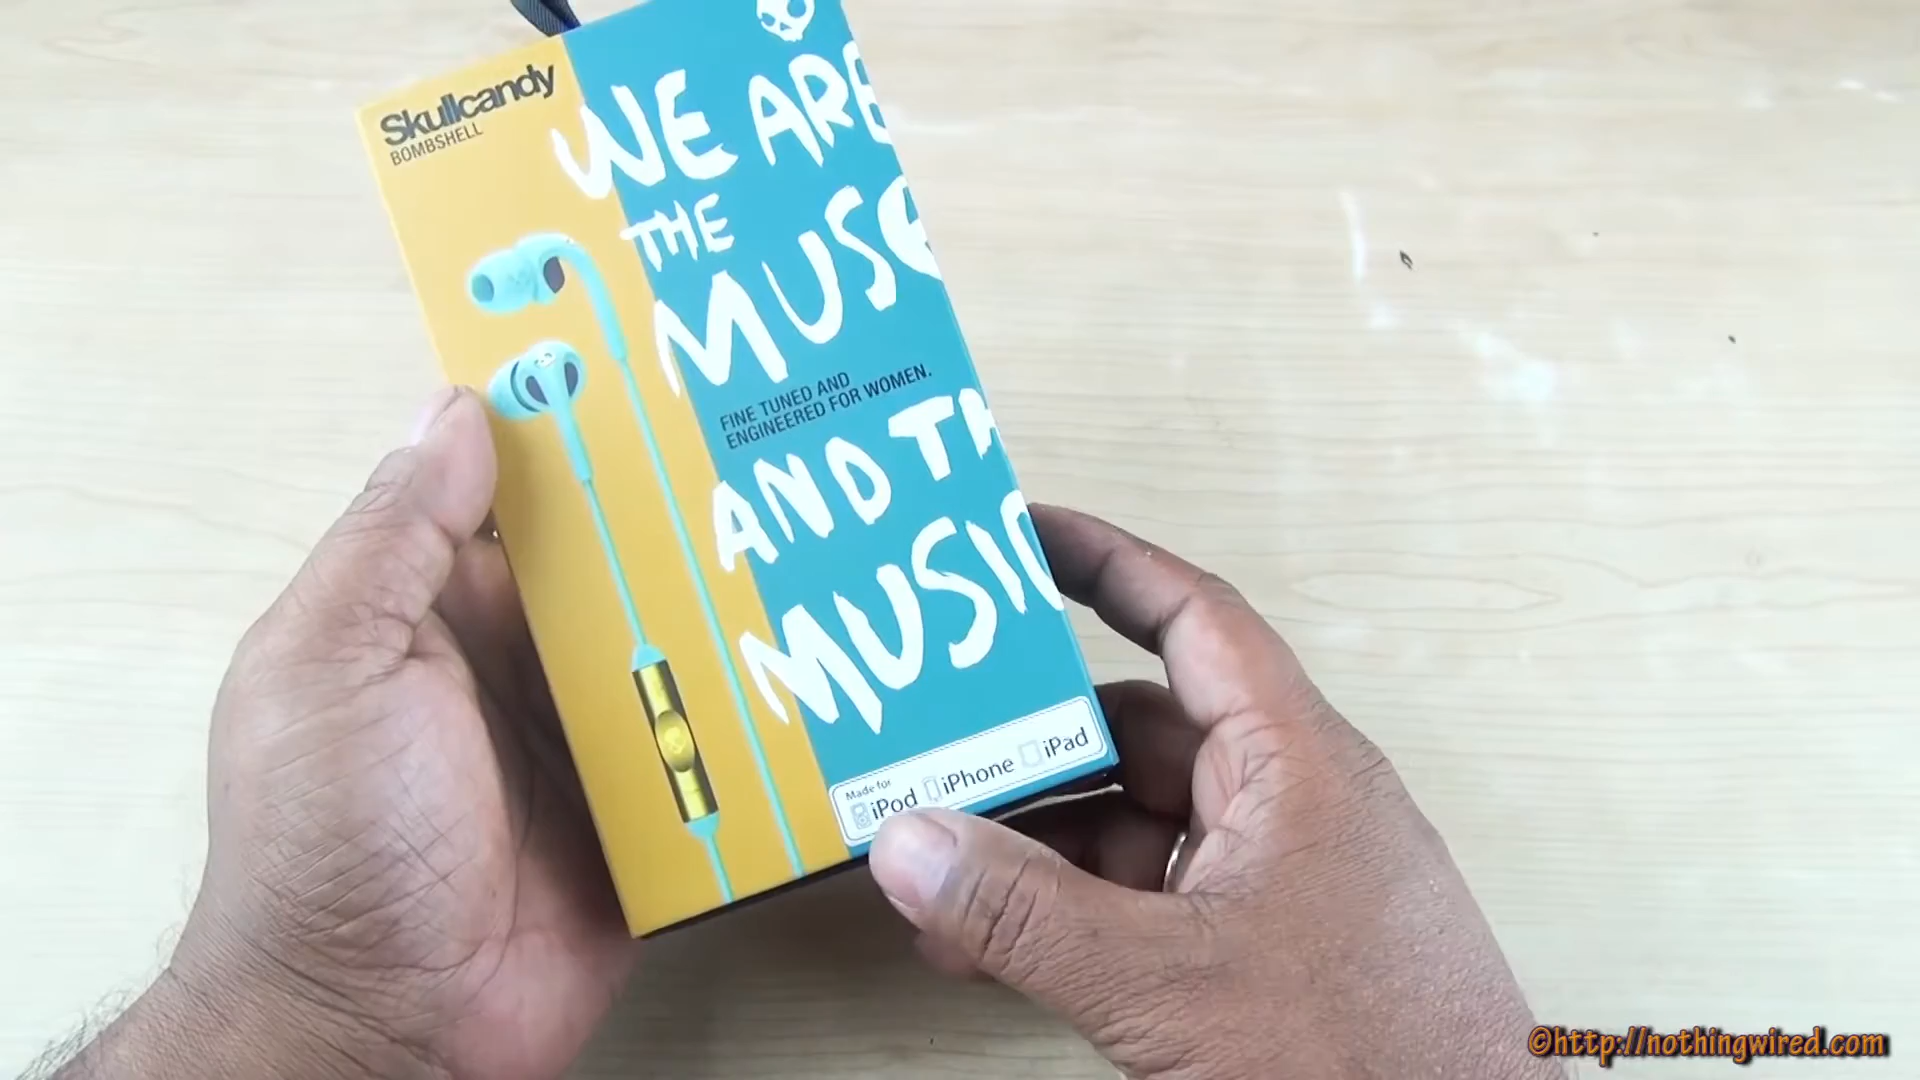 Skullcandy
BOMBSHELL
WE ARE
THE
MUSE
FINE TUNED AND
ENGINEERED FOR WOMEN.
AND TH
MUSIC
Made for
iPod iPhone iPad
©http://nothingwired.com